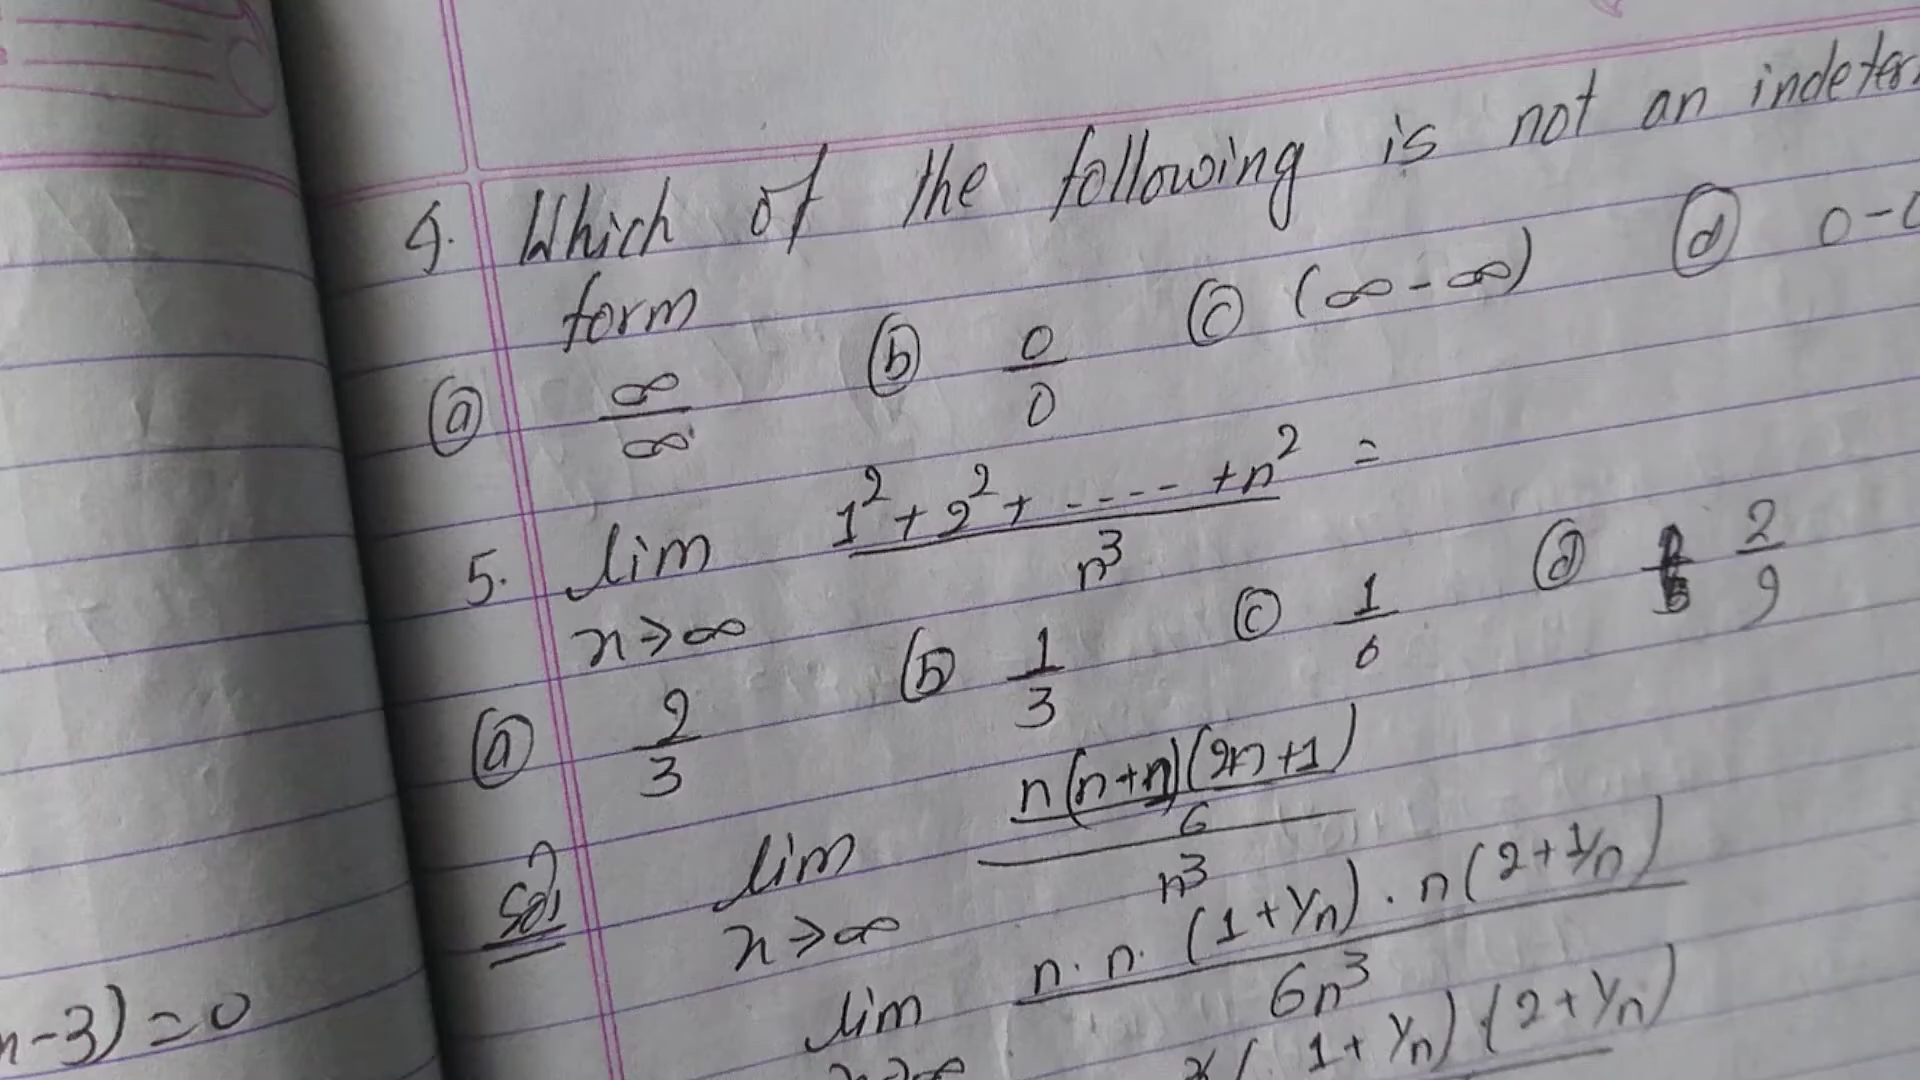 4. Which of the following is not an
form
(a) ∞/∞ (b) 0/0 (c) (∞-∞) (d)
5. lim n→∞ (1²+2²+----+n²)/n³ =
(a) 2/3 (b) 1/3 (c) 1/6 (d) 2/9
Sol, lim n→∞ (n(n+n)(2n+1)/6)/n³
lim n→∞ n.n.(1+1/n).n(2+1/n)/6n³
(1+1/n)(2+1/n)
n-3)=0